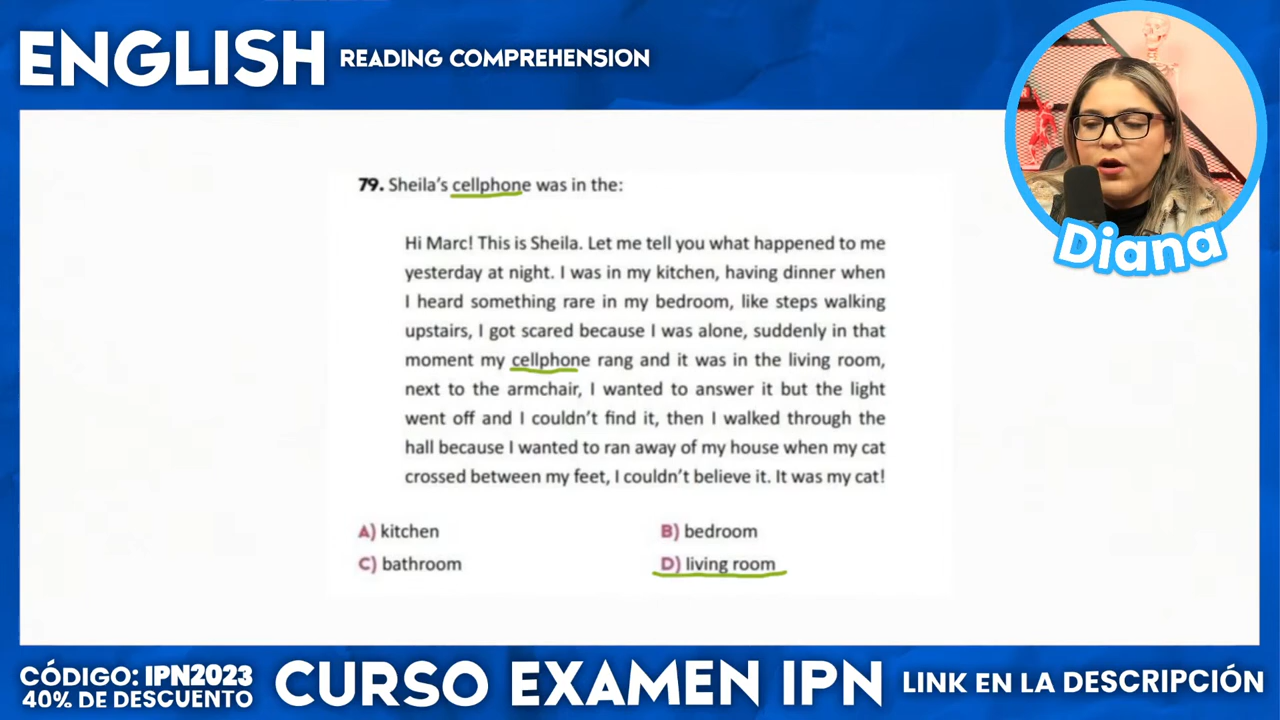 ENGLISH READING COMPREHENSION
Diana
79. Sheila's cellphone was in the:
Hi Marc! This is Sheila. Let me tell you what happened to me
yesterday at night. I was in my kitchen, having dinner when
I heard something rare in my bedroom, like steps walking
upstairs, I got scared because I was alone, suddenly in that
moment my cellphone rang and it was in the living room,
next to the armchair, I wanted to answer it but the light
went off and I couldn't find it, then I walked through the
hall because I wanted to ran away of my house when my cat
crossed between my feet, I couldn't believe it. It was my cat!
A) kitchen
B) bedroom
C) bathroom
D) living room
CÓDIGO: IPN2023
40% DE DESCUENTO
CURSO EXAMEN IPN
LINK EN LA DESCRIPCIÓN